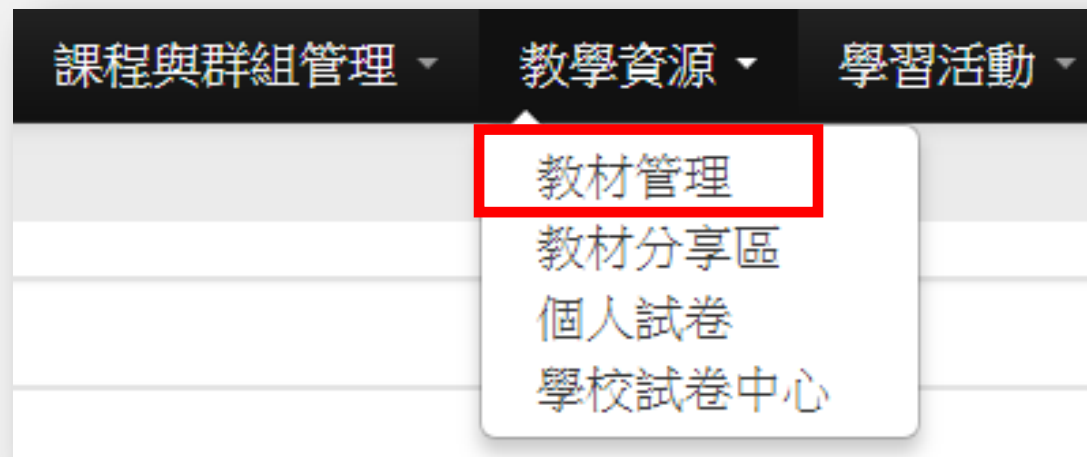 課程與群組管理 教學資源 學習活動
教材管理
教材分享區
個人試卷
學校試卷中心